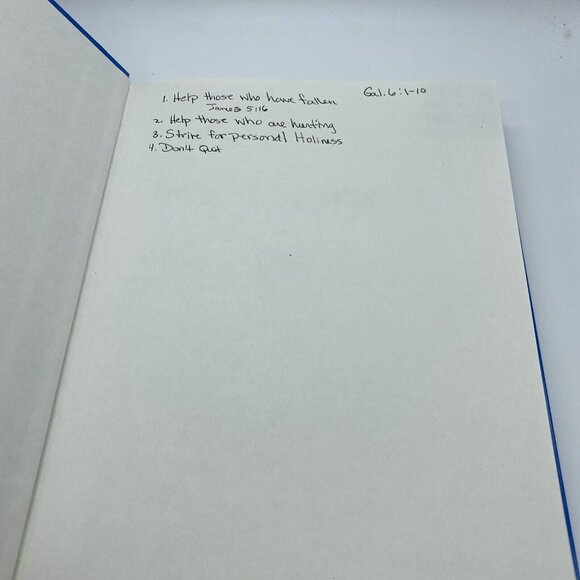 1. Help those who have fallen Gal. 6:1-10
James 5:16
2. Help those who are hurting
3. Strive for personal Holiness
4. Don't Quit